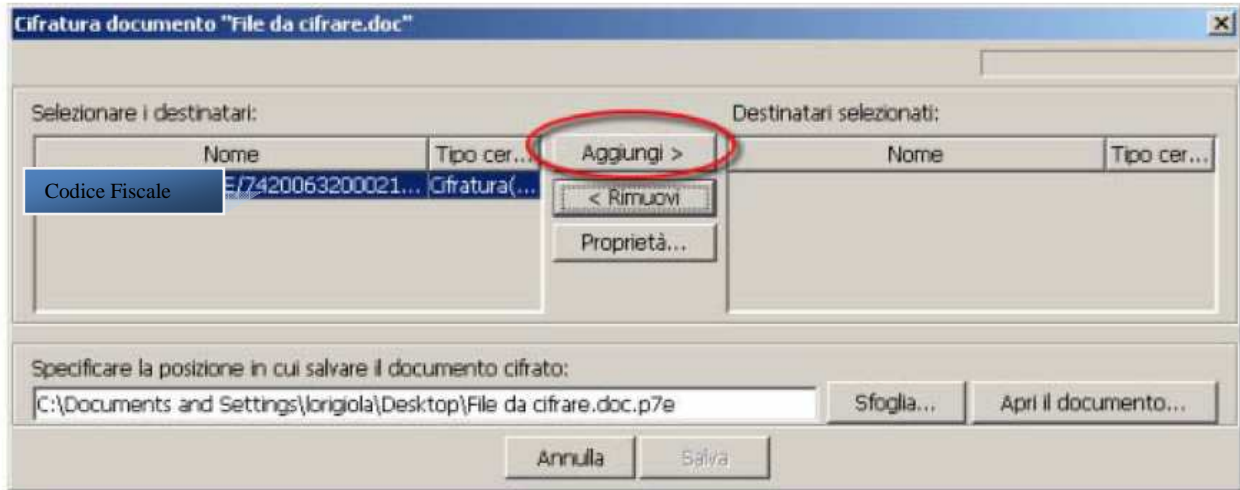 Cifratura documento "File da cifrare.doc"
Selezionare i destinatari:
Destinatari selezionati:
Nome
Tipo cer...
Aggiungi >
Nome
Tipo cer...
Codice Fiscale
E/7420063200021...
Cifratura(...
< Rimuovi
Proprietà...
Specificare la posizione in cui salvare il documento cifrato:
C:\Documents and Settings\lorigiola\Desktop\File da cifrare.doc.p7e
Sfoglia...
Apri il documento...
Annulla
Salva